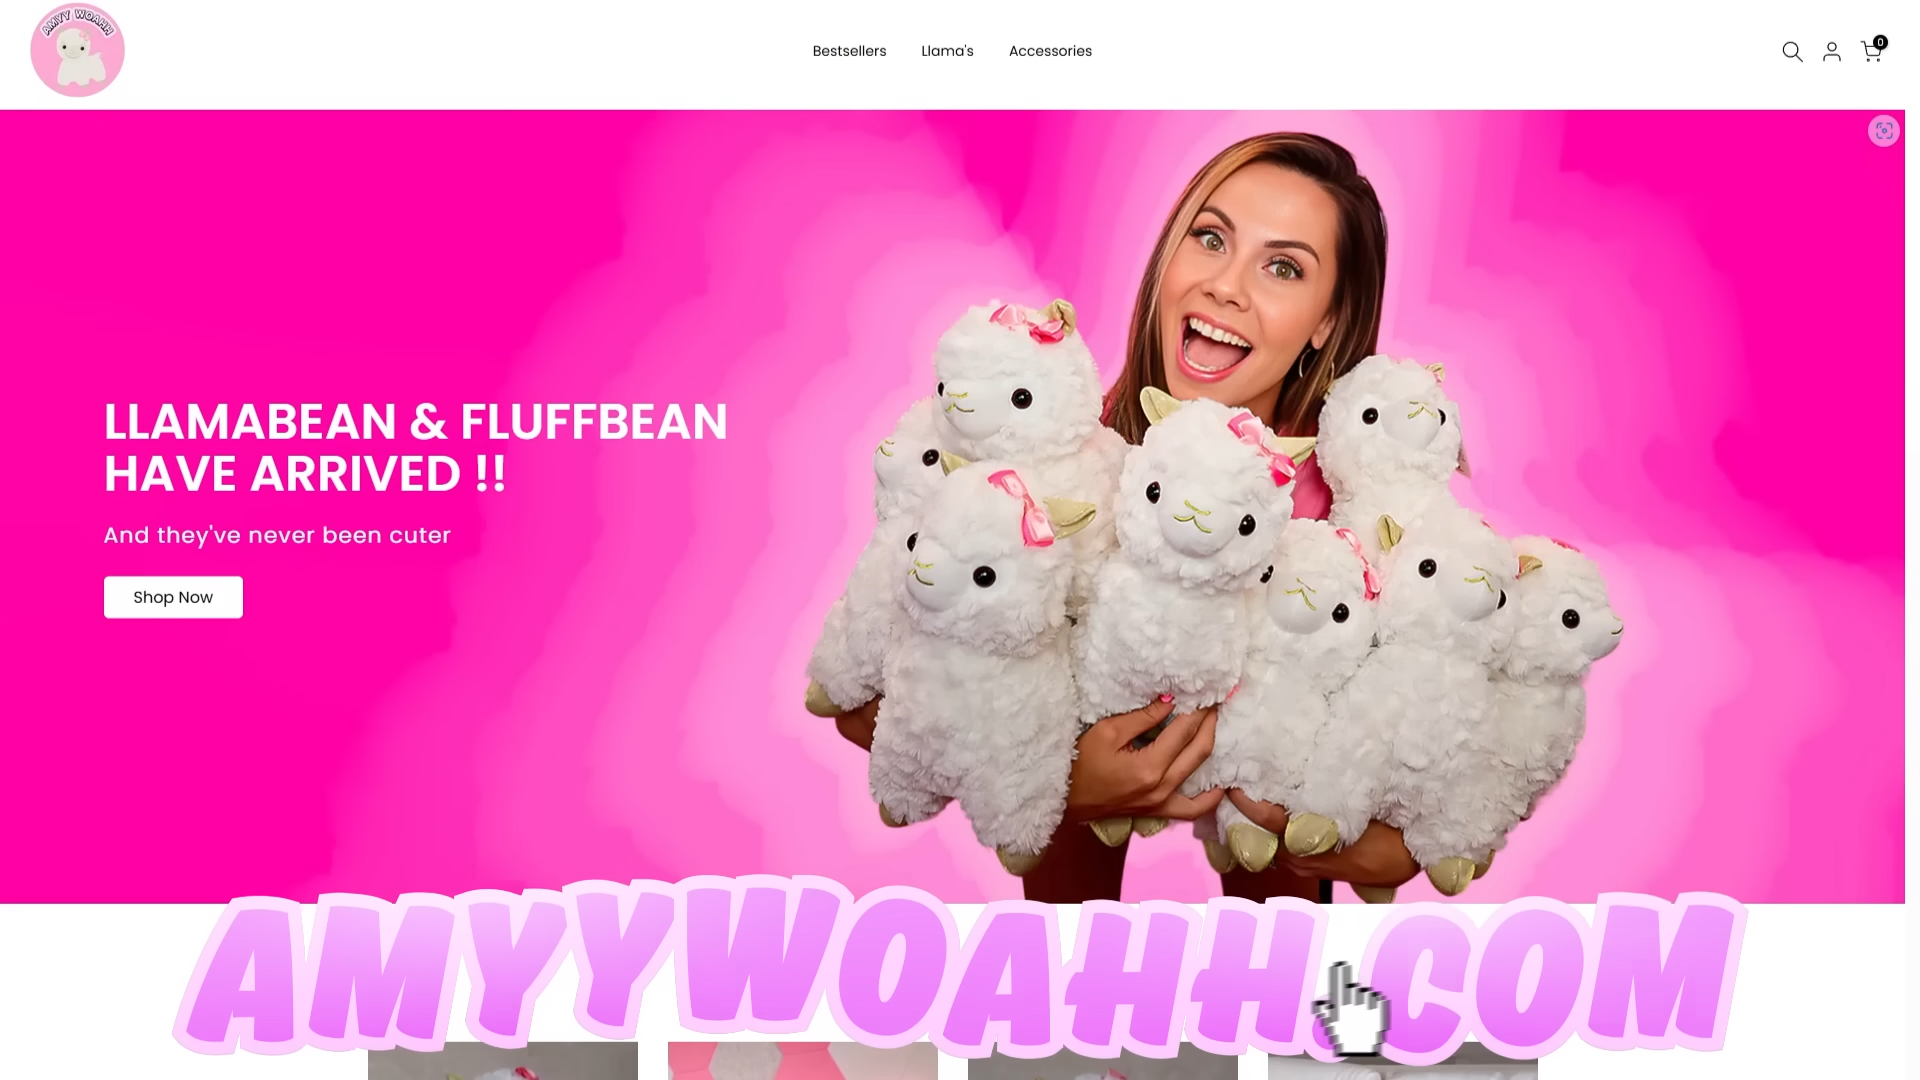 AMYY WOAHH
Bestsellers
Llama's
Accessories
0
LLAMABEAN & FLUFFBEAN
HAVE ARRIVED !!
And they've never been cuter
Shop Now
AMYYWOAHH.COM